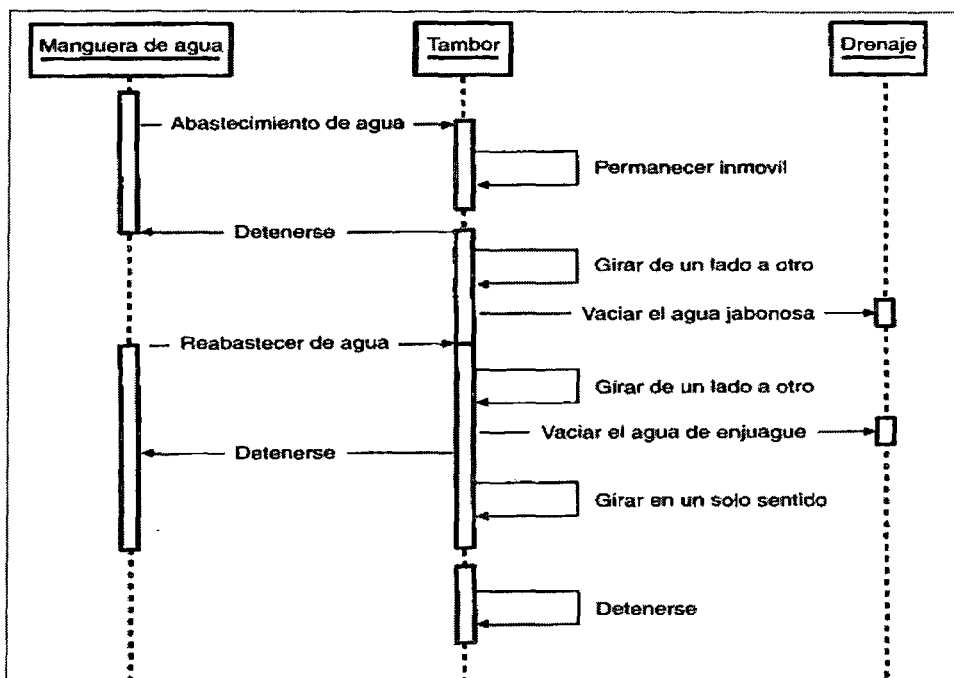 Manguera de agua
Tambor
Drenaje
Abastecimiento de agua
Permanecer inmovil
Detenerse
Girar de un lado a otro
Vaciar el agua jabonosa
Reabastecer de agua
Girar de un lado a otro
Vaciar el agua de enjuague
Detenerse
Girar en un solo sentido
Detenerse